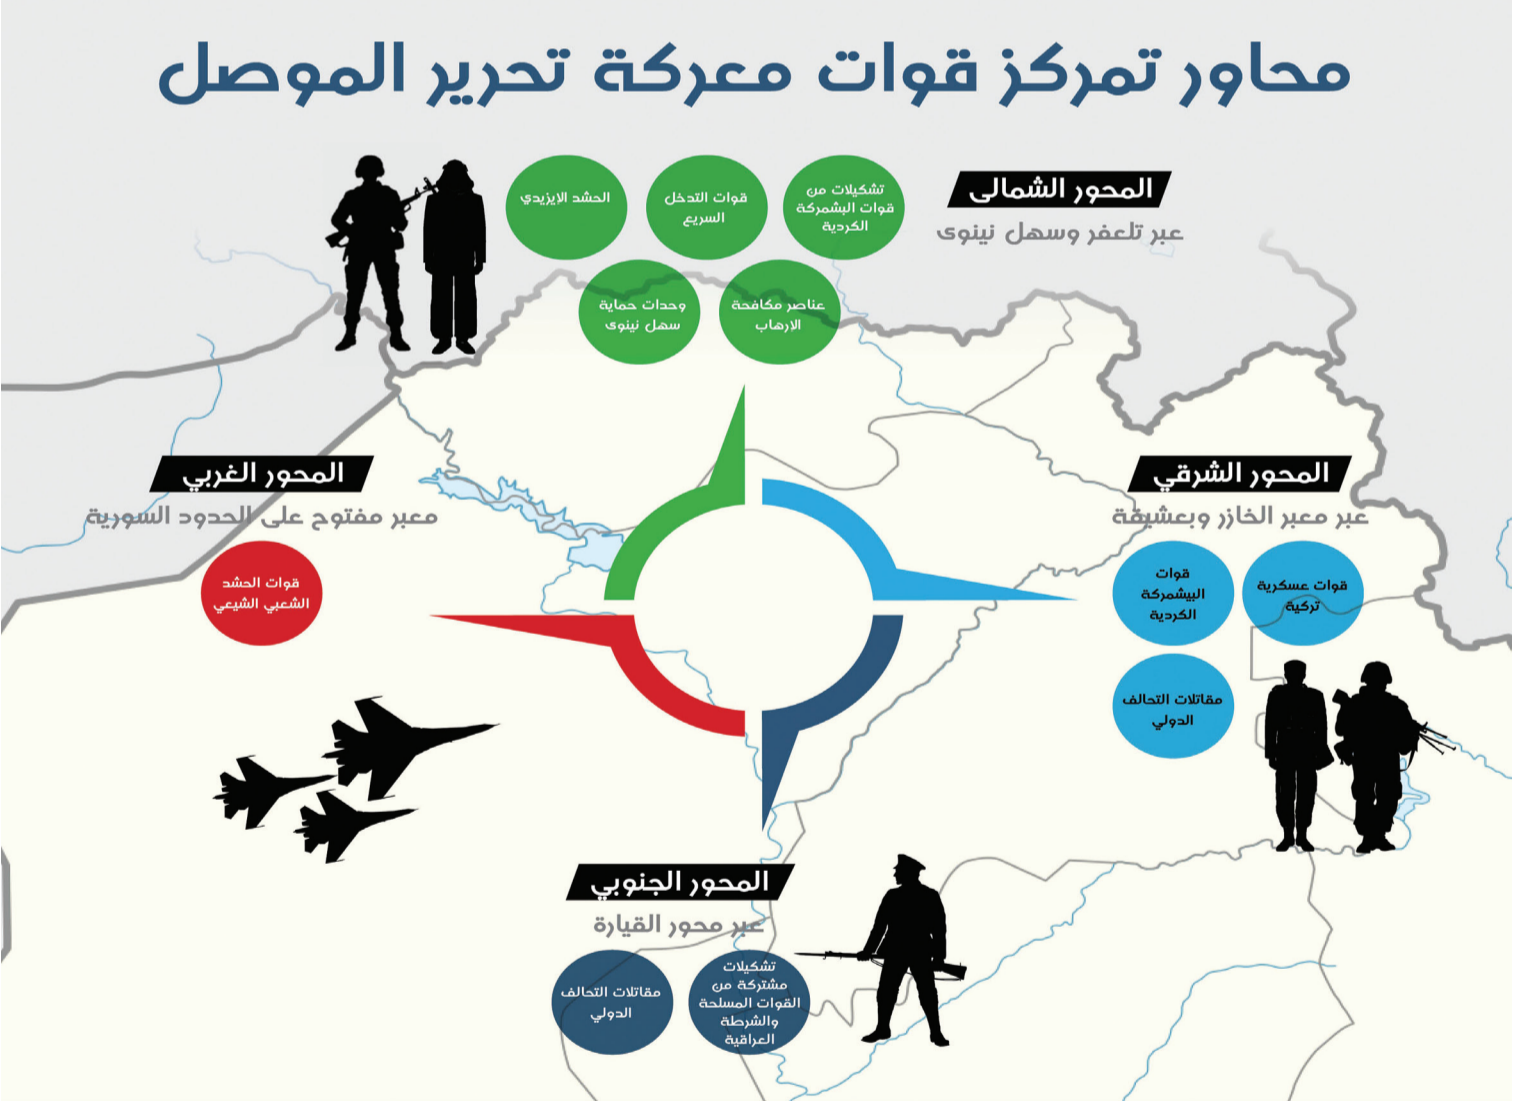 محاور تمركز قوات معركة تحرير الموصل
المحور الشمالى
عبر تلعفر وسهل نينوى
تشكيلات من
قوات البشمركة
الكردية
قوات التدخل
السريع
الحشد الايزيدي
عناصر مكافحة
الارهاب
وحدات حماية
سهل نينوى
المحور الشرقي
عبر معبر الخازر وبعشيقة
قوات عسكرية
تركية
قوات
البيشمركة
الكردية
مقاتلات التحالف
الدولي
المحور الغربي
معبر مفتوح على الحدود السورية
قوات الحشد
الشعبي الشيعي
المحور الجنوبي
عبر محور القيارة
تشكيلات
مشتركة من
القوات المسلحة
والشرطة
العراقية
مقاتلات التحالف
الدولي